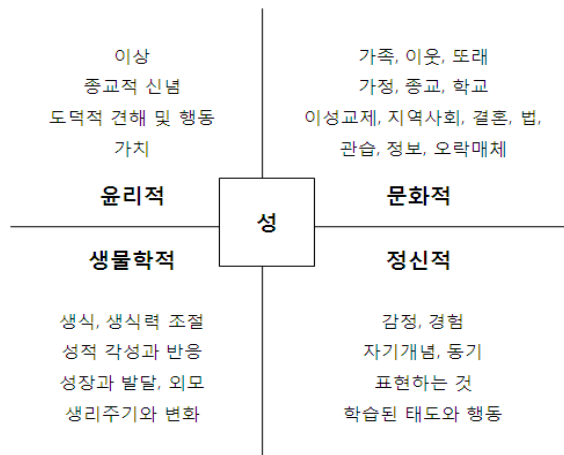 이상
종교적 신념
도덕적 견해 및 행동
가치
윤리적
가족, 이웃, 또래
가정, 종교, 학교
이성교제, 지역사회, 결혼, 법,
관습, 정보, 오락매체
문화적
성
생물학적
생식, 생식력 조절
성적 각성과 반응
성장과 발달, 외모
생리주기와 변화
정신적
감정, 경험
자기개념, 동기
표현하는 것
학습된 태도와 행동